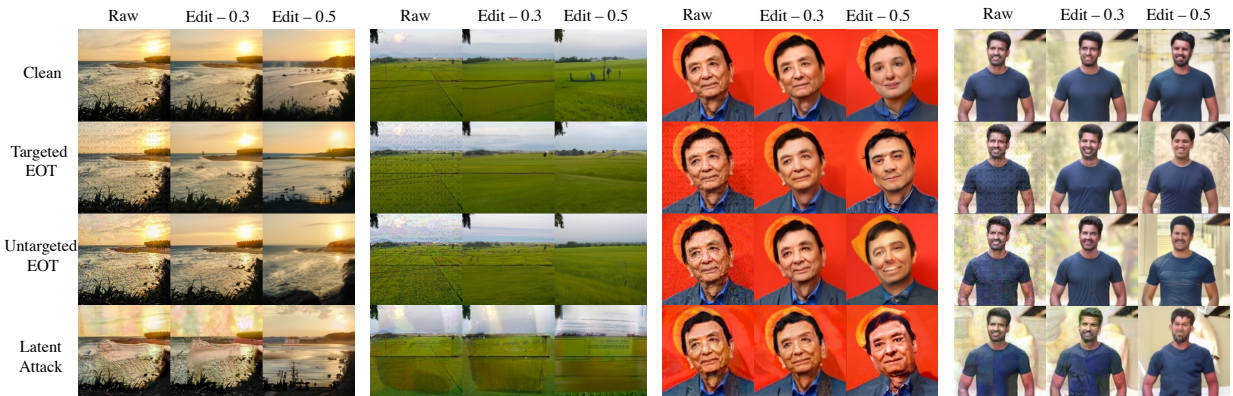 Raw Edit – 0.3 Edit – 0.5 Raw Edit – 0.3 Edit – 0.5 Raw Edit – 0.3 Edit – 0.5 Raw Edit – 0.3 Edit – 0.5
Clean
Targeted
EOT
Untargeted
EOT
Latent
Attack